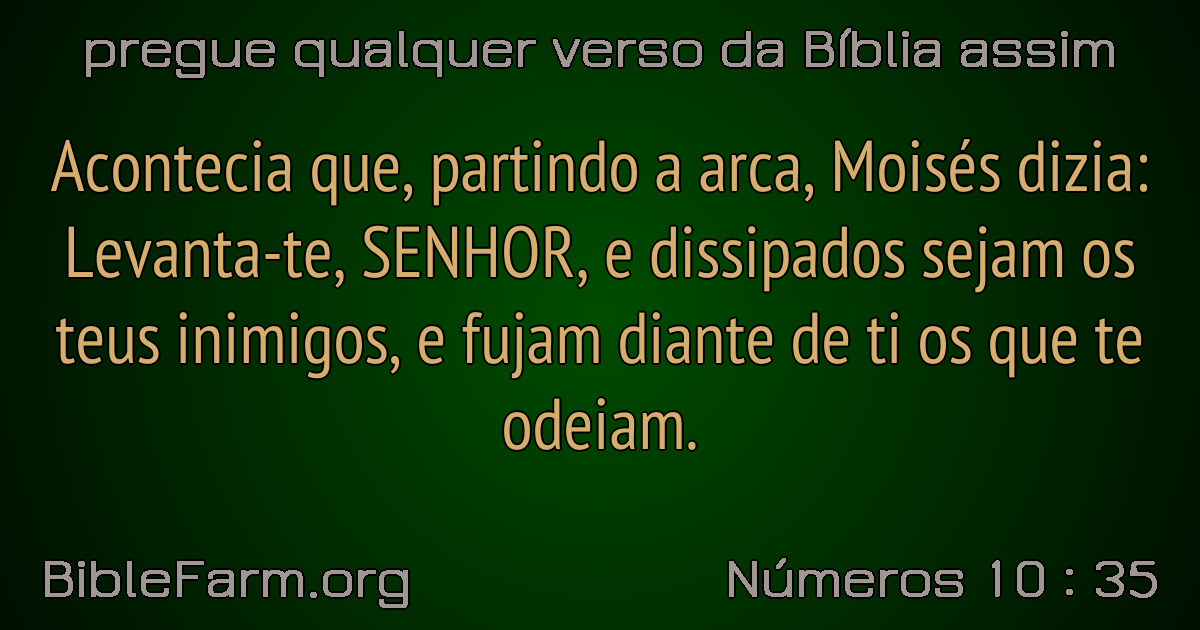 pregue qualquer verso da Bíblia assim
Acontecia que, partindo a arca, Moisés dizia:
Levanta-te, SENHOR, e dissipados sejam os
teus inimigos, e fujam diante de ti os que te
odeiam.
BibleFarm.org
Números 10 : 35